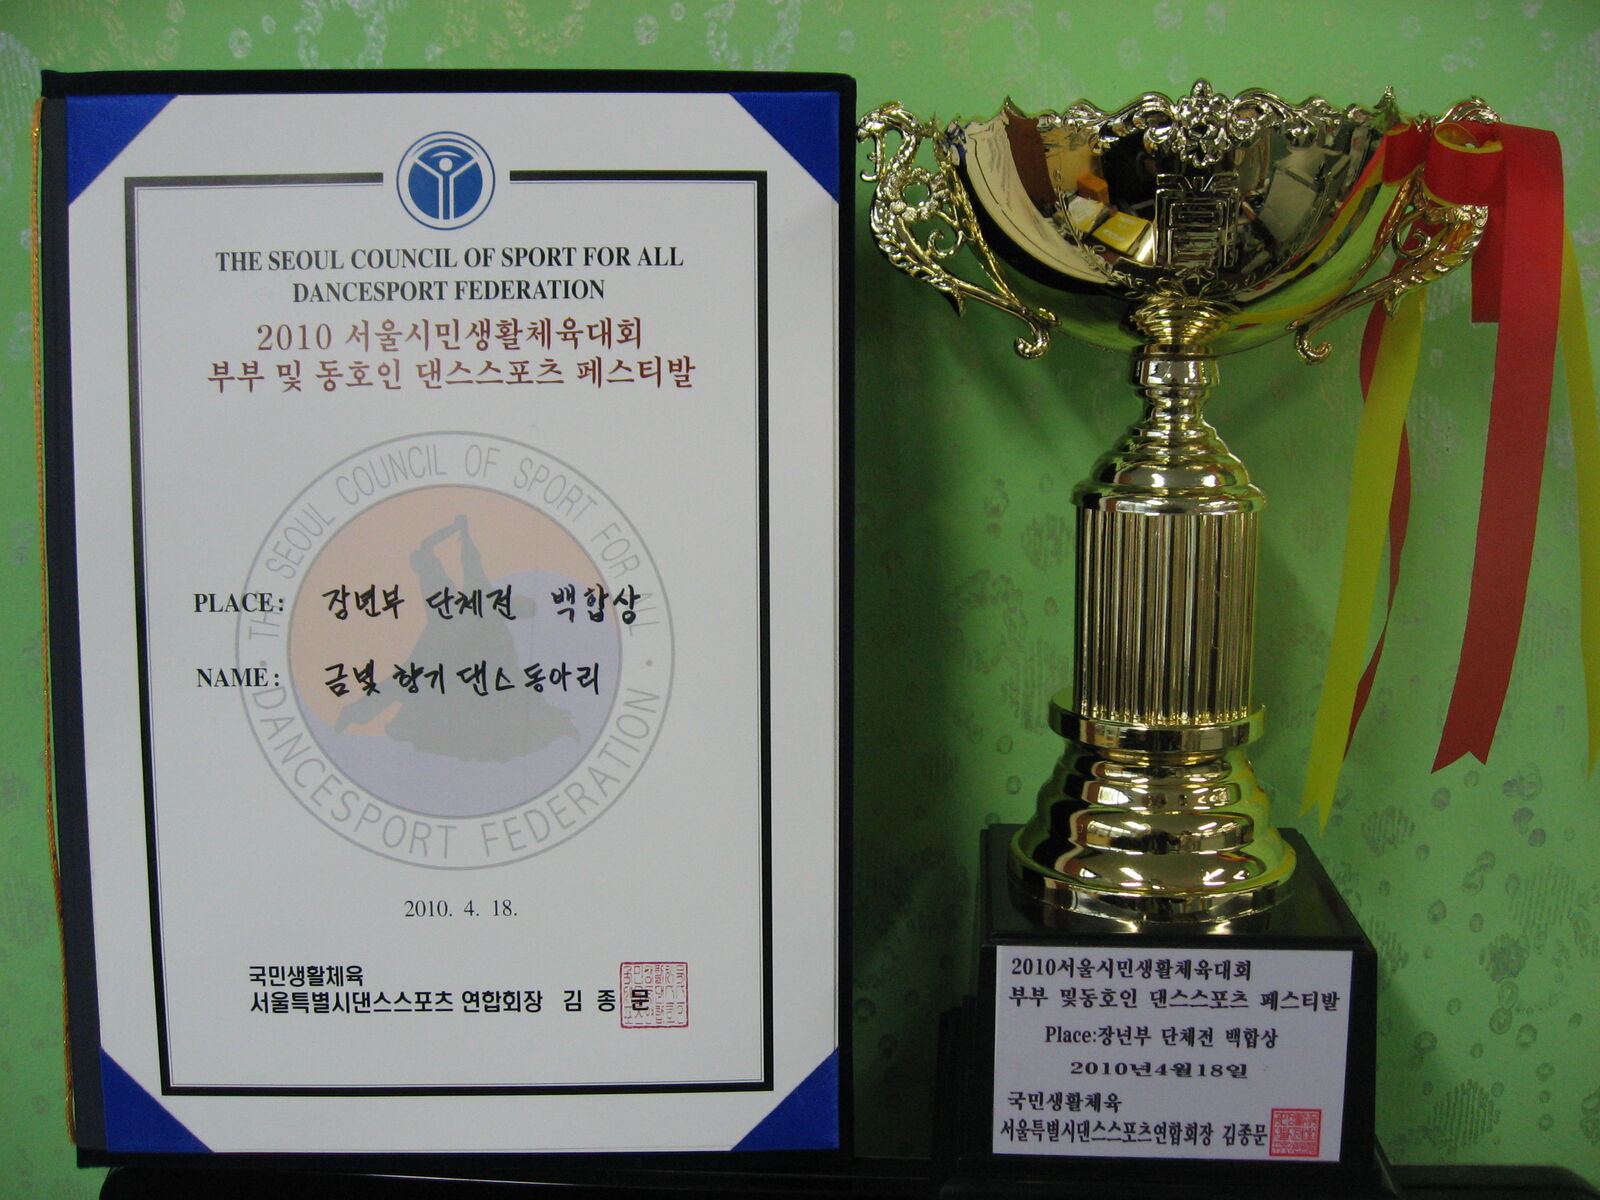 THE SEOUL COUNCIL OF SPORT FOR ALL
DANCESPORT FEDERATION
2010 서울시민생활체육대회
부부 및 동호인 댄스스포츠 페스티발
THE SEOUL COUNCIL OF SPORT FOR ALL
DANCESPORT FEDERATION
PLACE: 장년부 단체전 백합상
NAME: 금빛 향기 댄스 동아리
2010. 4. 18.
국민생활체육
서울특별시댄스스포츠 연합회장 김 종 문
2010서울시민생활체육대회
부부 및동호인 댄스스포츠 페스티발
Place:장년부 단체전 백합상
2010년4월18일
국민생활체육
서울특별시댄스스포츠연합회장 김종문